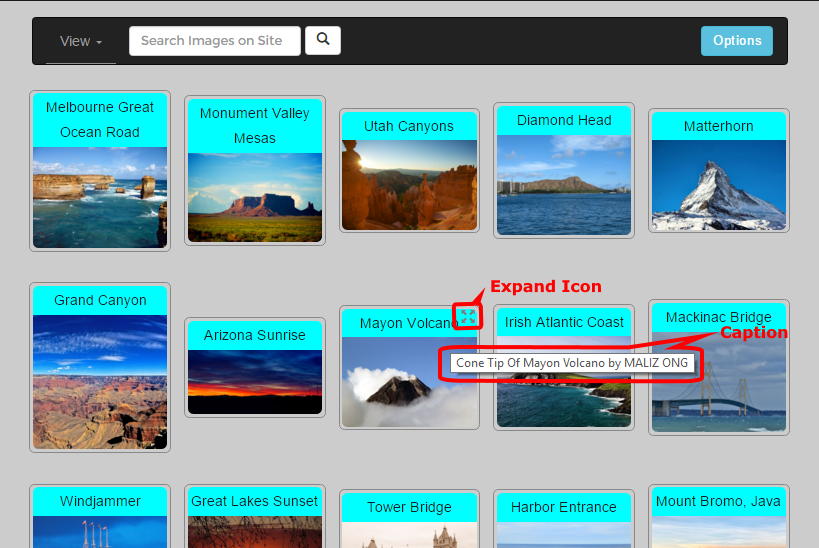 View
Search Images on Site
Options
Melbourne Great
Ocean Road
Monument Valley
Mesas
Utah Canyons
Diamond Head
Matterhorn
Expand Icon
Grand Canyon
Arizona Sunrise
Mayon Volcano
Irish Atlantic Coast
Mackinac Bridge
Caption
Cone Tip Of Mayon Volcano by MALIZ ONG
Windjammer
Great Lakes Sunset
Tower Bridge
Harbor Entrance
Mount Bromo, Java